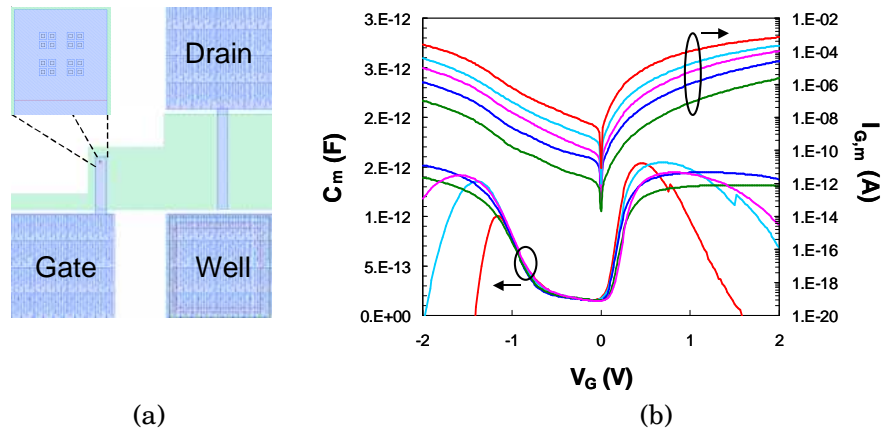 (a)
Drain
Gate
Well
(b)
3.E-12
3.E-12
2.E-12
2.E-12
1.E-12
5.E-13
0.E+00
Cm (F)
1.E-02
1.E-04
1.E-06
1.E-08
1.E-10
1.E-12
1.E-14
1.E-16
1.E-18
1.E-20
IG,m (A)
-2
-1
0
1
2
VG (V)
(a)
(b)